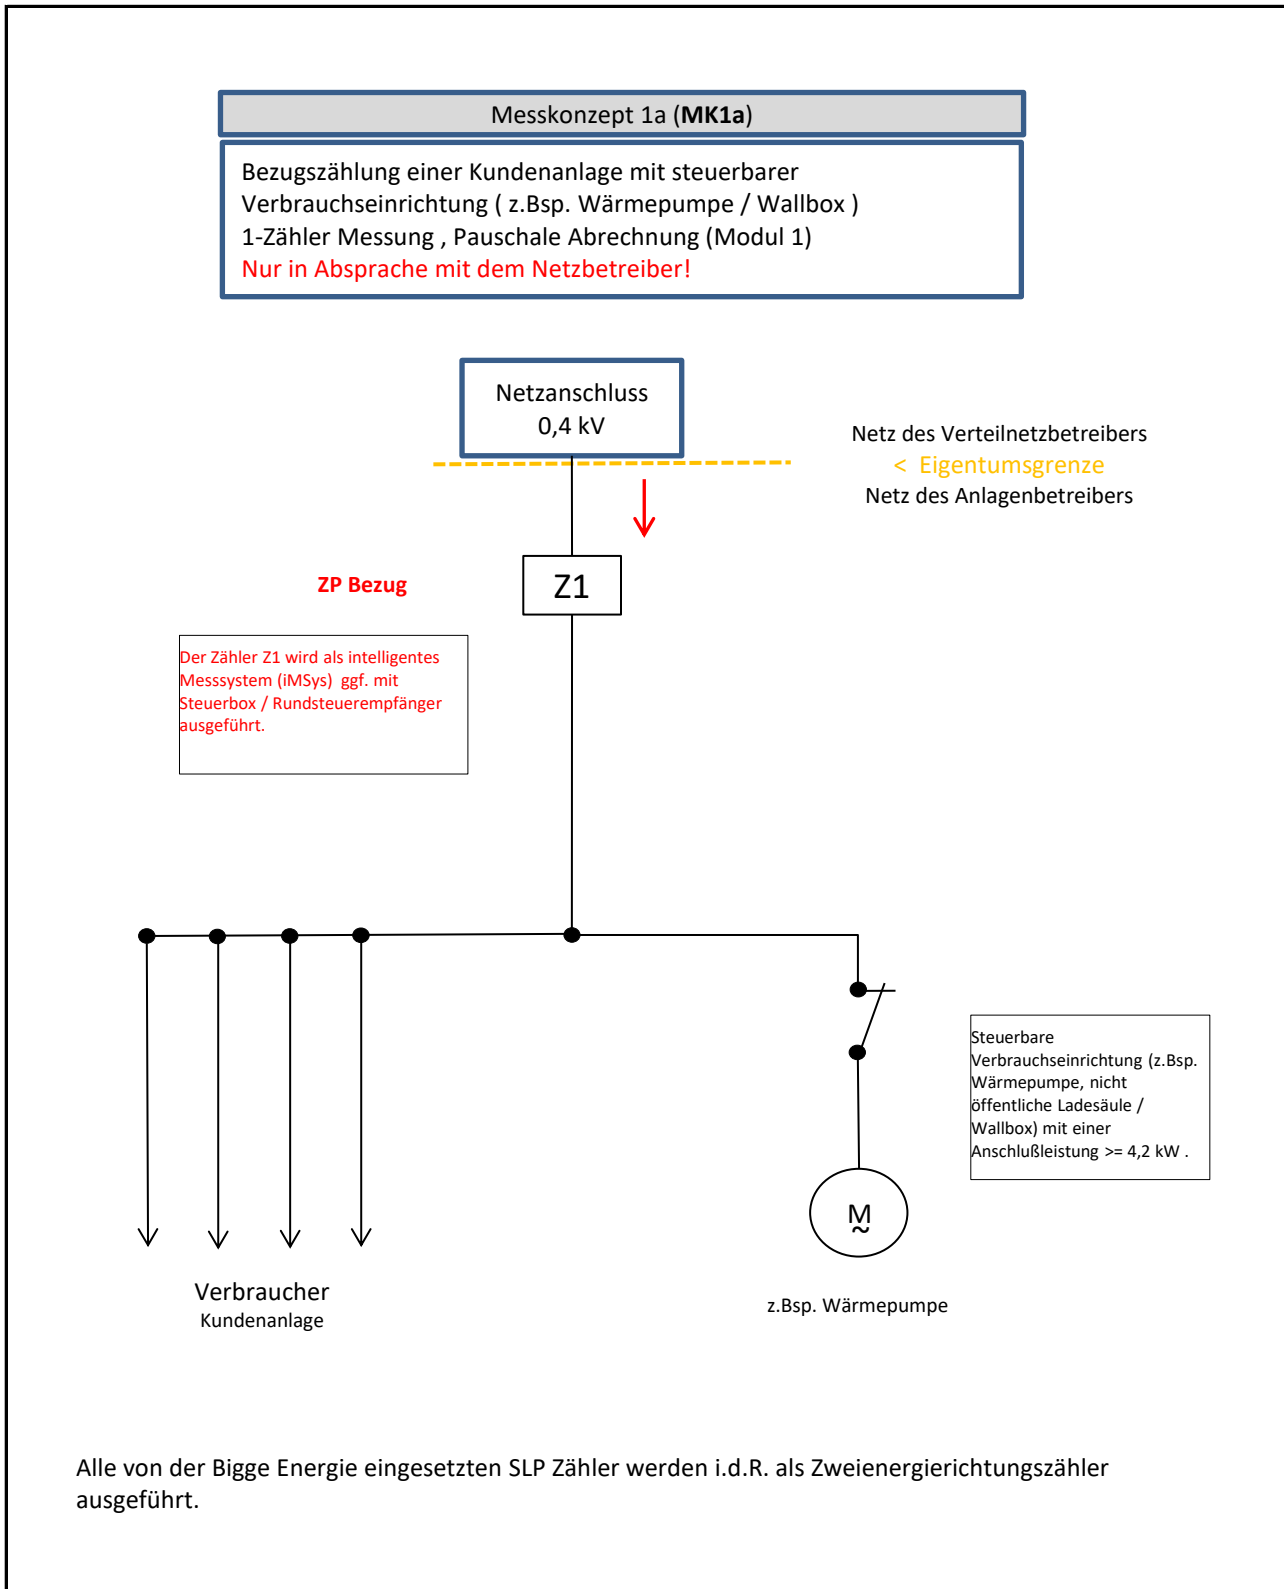 Messkonzept 1a (MK1a)
Bezugszählung einer Kundenanlage mit steuerbarer
Verbrauchseinrichtung ( z.Bsp. Wärmepumpe / Wallbox )
1-Zähler Messung , Pauschale Abrechnung (Modul 1)
Nur in Absprache mit dem Netzbetreiber!
Netzanschluss
0,4 kV
Netz des Verteilnetzbetreibers
< Eigentumsgrenze
Netz des Anlagenbetreibers
ZP Bezug
Z1
Der Zähler Z1 wird als intelligentes
Messsystem (iMSys) ggf. mit
Steuerbox / Rundsteuerempfänger
ausgeführt.
Steuerbare
Verbrauchseinrichtung (z.Bsp.
Wärmepumpe, nicht
öffentliche Ladesäule /
Wallbox) mit einer
Anschlußleistung >= 4,2 kW .
M
~
Verbraucher
Kundenanlage
z.Bsp. Wärmepumpe
Alle von der Bigge Energie eingesetzten SLP Zähler werden i.d.R. als Zweienergierichtungszähler
ausgeführt.